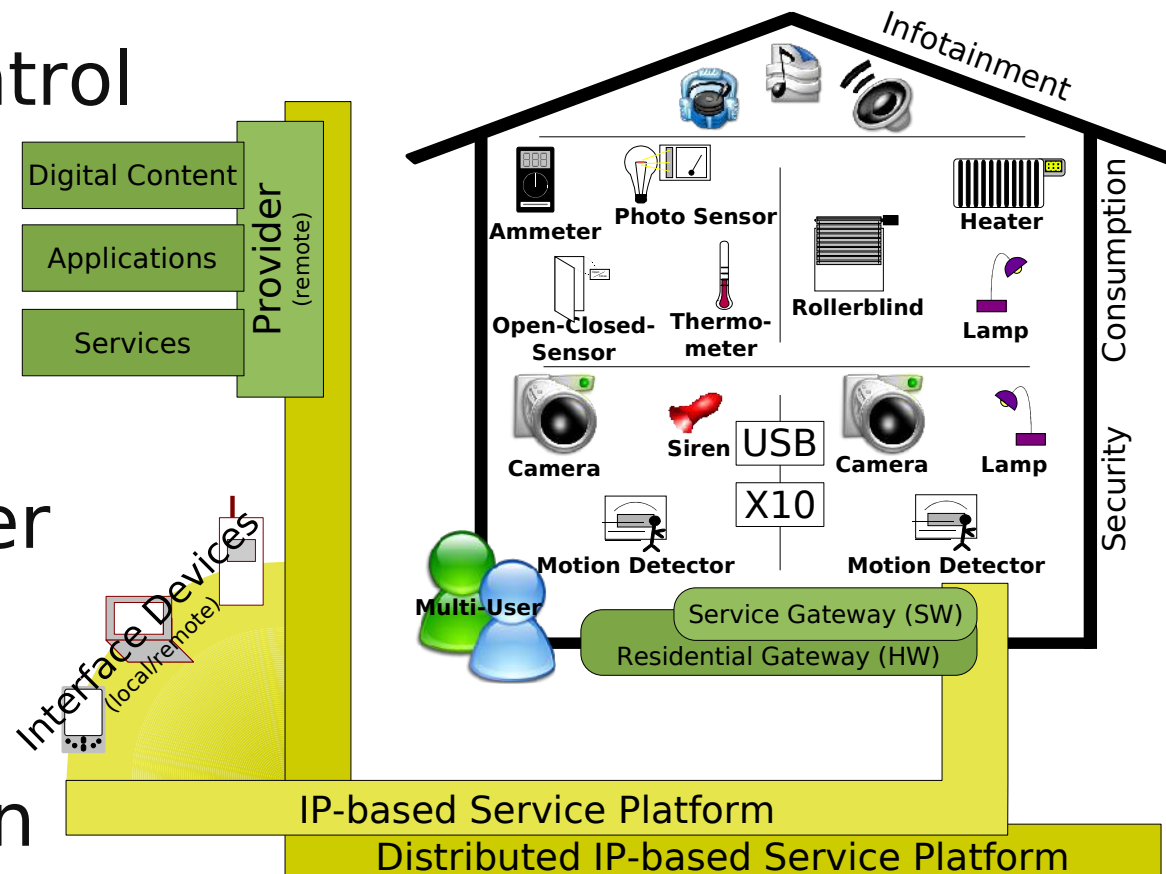 ntrol
Infotainment
Digital Content
Applications
Services
Provider
(remote)
Ammeter
Photo Sensor
Heater
Open-Closed-
Sensor
Thermo-
meter
Rollerblind
Lamp
Consumption
Camera
Siren
USB
X10
Camera
Lamp
Security
er
Motion Detector
Motion Detector
Interface Devices
(local/remote)
Multi-User
Service Gateway (SW)
Residential Gateway (HW)
n
IP-based Service Platform
Distributed IP-based Service Platform